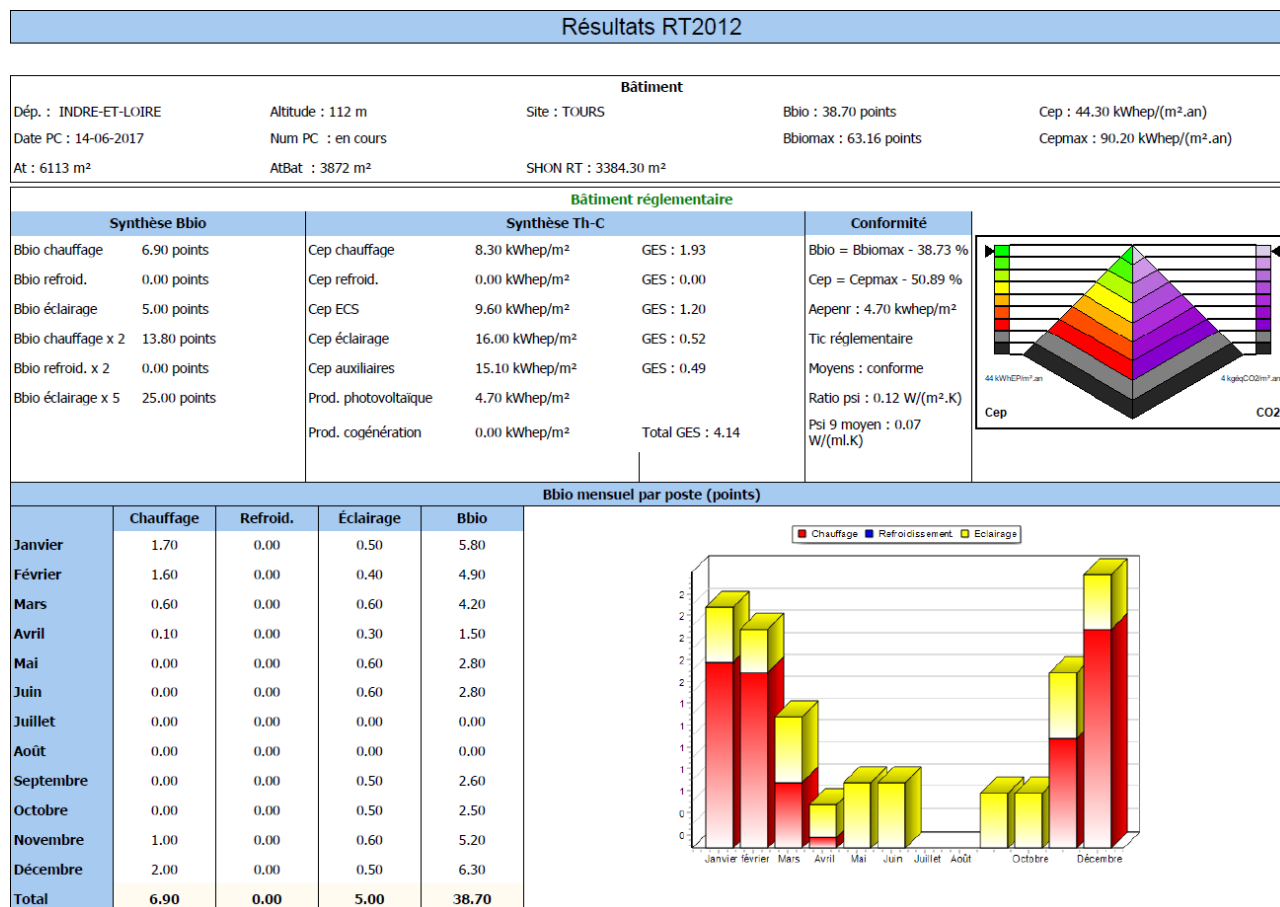 Résultats RT2012
Bâtiment
Dép. : INDRE-ET-LOIRE Altitude : 112 m Site : TOURS Bbio : 38.70 points Cep : 44.30 kWhep/(m².an)
Date PC : 14-06-2017 Num PC : en cours Bbiomax : 63.16 points Cepmax : 90.20 kWhep/(m².an)
At : 6113 m² AtBat : 3872 m² SHON RT : 3384.30 m²
Bâtiment réglementaire
Synthèse Bbio Synthèse Th-C Conformité
Bbio chauffage 6.90 points Cep chauffage 8.30 kWhep/m² GES : 1.93 Bbio = Bbiomax - 38.73 %
Bbio refroid. 0.00 points Cep refroid. 0.00 kWhep/m² GES : 0.00 Cep = Cepmax - 50.89 %
Bbio éclairage 5.00 points Cep ECS 9.60 kWhep/m² GES : 1.20 Aepenr : 4.70 kwhep/m²
Bbio chauffage x 2 13.80 points Cep éclairage 16.00 kWhep/m² GES : 0.52 Tic réglementaire
Bbio refroid. x 2 0.00 points Cep auxiliaires 15.10 kWhep/m² GES : 0.49 Moyens : conforme
Bbio éclairage x 5 25.00 points Prod. photovoltaïque 4.70 kWhep/m² Ratio psi : 0.12 W/(m².K)
Prod. cogénération 0.00 kWhep/m² Total GES : 4.14 Psi 9 moyen : 0.07
W/(ml.K)
44 kWhEP/m².an 4 kgéqCO2/m².an
Cep CO2
Bbio mensuel par poste (points)
Chauffage Refroid. Éclairage Bbio
Janvier 1.70 0.00 0.50 5.80
Février 1.60 0.00 0.40 4.90
Mars 0.60 0.00 0.60 4.20
Avril 0.10 0.00 0.30 1.50
Mai 0.00 0.00 0.60 2.80
Juin 0.00 0.00 0.60 2.80
Juillet 0.00 0.00 0.00 0.00
Août 0.00 0.00 0.00 0.00
Septembre 0.00 0.00 0.50 2.60
Octobre 0.00 0.00 0.50 2.50
Novembre 1.00 0.00 0.60 5.20
Décembre 2.00 0.00 0.50 6.30
Total 6.90 0.00 5.00 38.70
Chauffage Refroidissement Eclairage
2
2
2
2
2
1
1
1
1
1
0
0
Janvier février Mars Avril Mai Juin Juillet Août Octobre Décembre